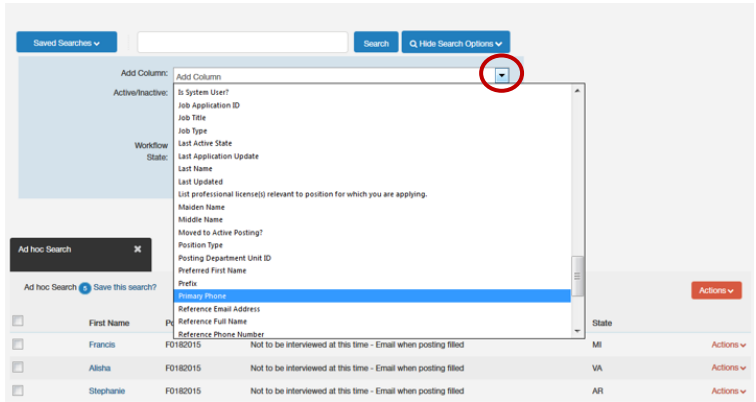 Saved Searches
Search
Hide Search Options
Add Column:
Add Column
Active/Inactive:
Is System User?
Job Application ID
Job Title
Job Type
Workflow
State:
Last Active State
Last Application Update
Last Name
Last Updated
List professional license(s) relevant to position for which you are applying.
Maiden Name
Middle Name
Moved to Active Posting?
Position Type
Posting Department Unit ID
Preferred First Name
Prefix
Primary Phone
Reference Email Address
Reference Full Name
Reference Phone Number
Ad hoc Search ✖
Ad hoc Search 5 Save this search?
Actions
First Name Po State
Francis F0182015 Not to be interviewed at this time - Email when posting filled MI Actions
Alisha F0182015 Not to be interviewed at this time - Email when posting filled VA Actions
Stephanie F0182015 Not to be interviewed at this time - Email when posting filled AR Actions